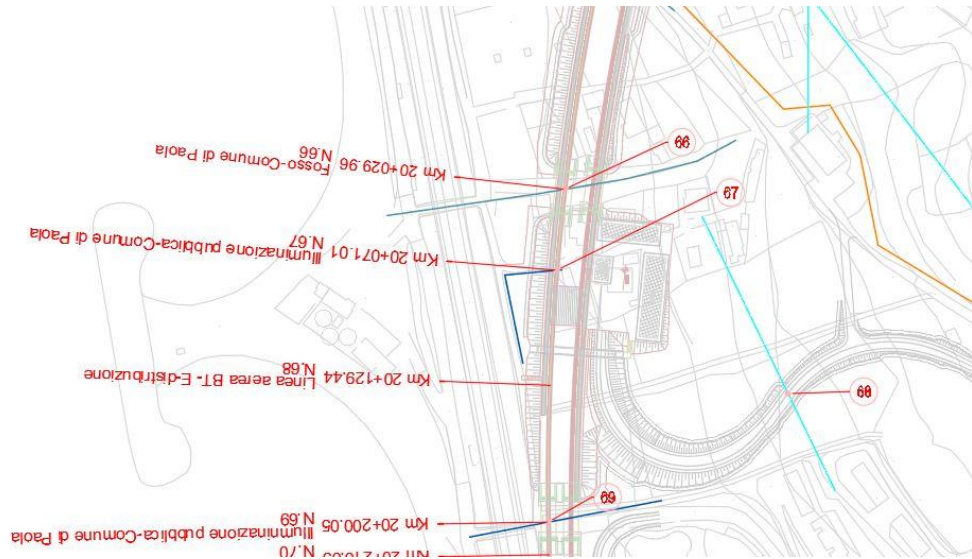 N.66
Km 20+029.96 Fosso-Comune di Paola
N.67
Km 20+071.01 Illuminazione pubblica-Comune di Paola
N.68
Km 20+129.44 Linea aerea BT- E-distribuzione
N.69
Km 20+200.05 Illuminazione pubblica-Comune di Paola
N.70
66
67
68
69